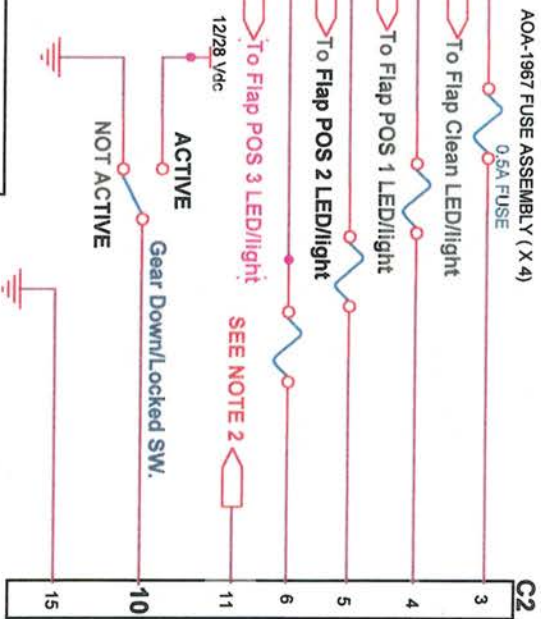 AOA-1967 FUSE ASSEMBLY ( X 4)
0.5A FUSE
To Flap Clean LED/light
To Flap POS 1 LED/light
To Flap POS 2 LED/light
To Flap POS 3 LED/light
12/28 Vdc
ACTIVE
NOT ACTIVE
Gear Down/Locked SW.
SEE NOTE 2
C2
3
4
5
6
11
10
15